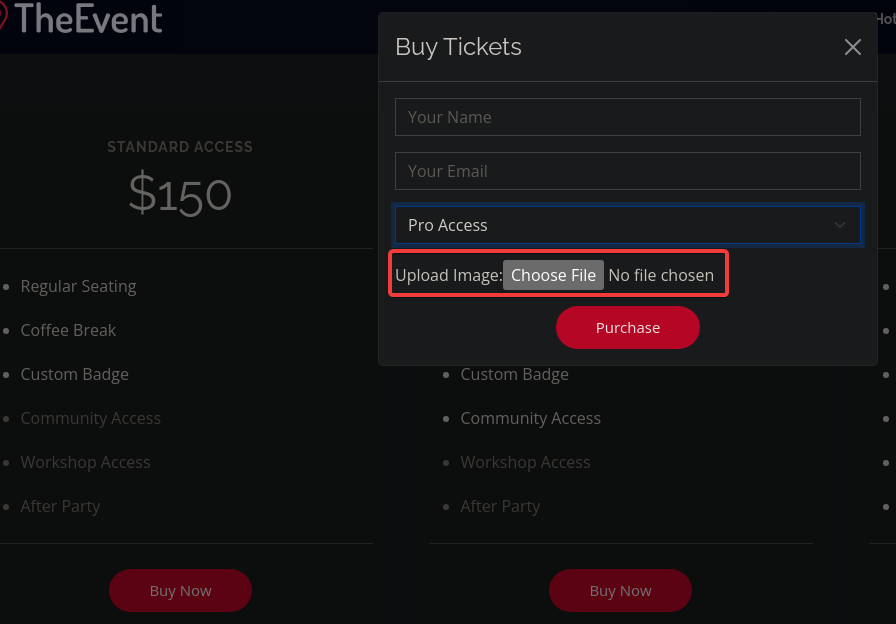 TheEvent
Hot
STANDARD ACCESS
$150
Regular Seating
Coffee Break
Custom Badge
Community Access
Workshop Access
After Party
Buy Now
Buy Tickets
Your Name
Your Email
Pro Access
Upload Image: Choose File No file chosen
Purchase
Custom Badge
Community Access
Workshop Access
After Party
Buy Now